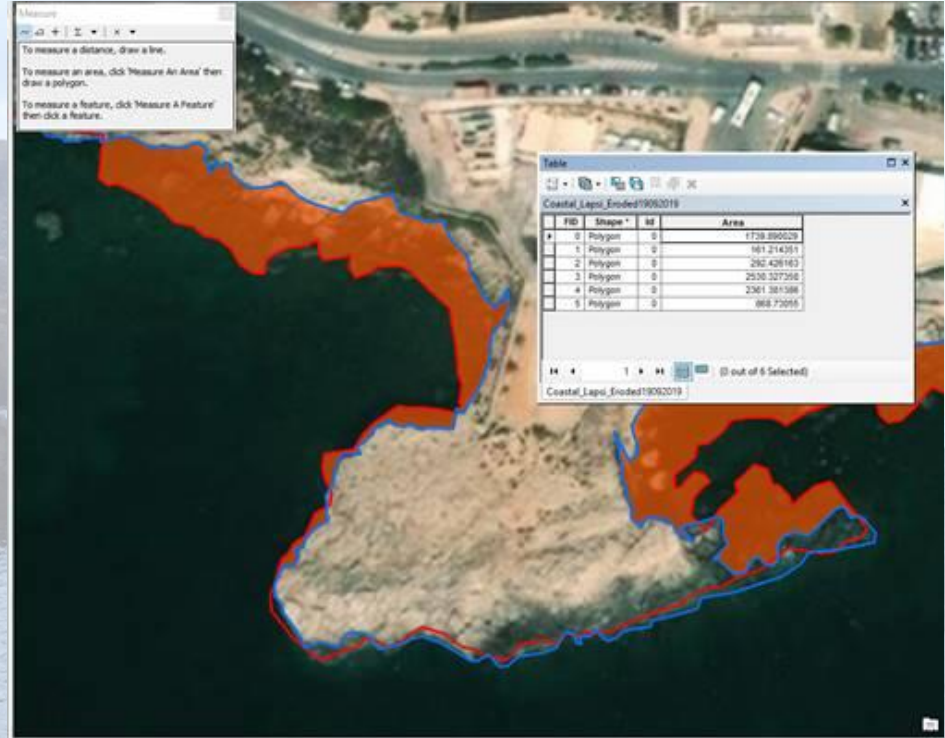 Measure
To measure a distance, draw a line.
To measure an area, click 'Measure An Area' then
draw a polygon.
To measure a feature, click 'Measure A Feature'
then click a feature.
Table
Coastal_Lapsi_Eroded19092019
FID Shape * Id Area
0 Polygon 0 1739.890029
1 Polygon 0 161.214351
2 Polygon 0 292.426163
3 Polygon 0 2530.327358
4 Polygon 0 2361.381386
5 Polygon 0 868.73055
1 (0 out of 6 Selected)
Coastal_Lapsi_Eroded19092019